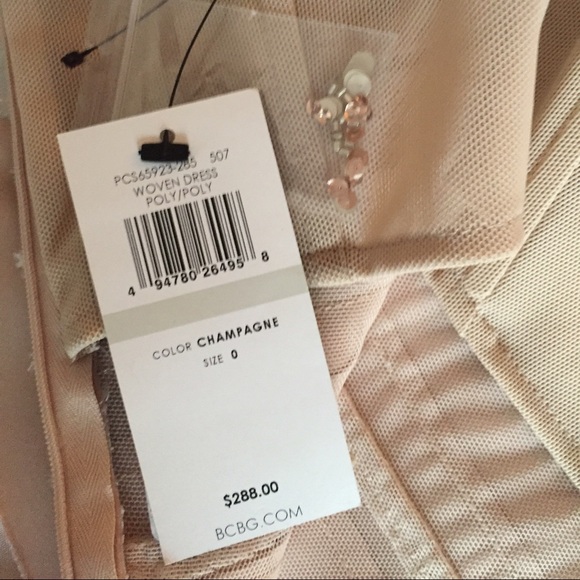 PCS65923-285 507
WOVEN DRESS
POLY/POLY
4 94780 26495 8
COLOR CHAMPAGNE
SIZE 0
$288.00
BCBG.COM